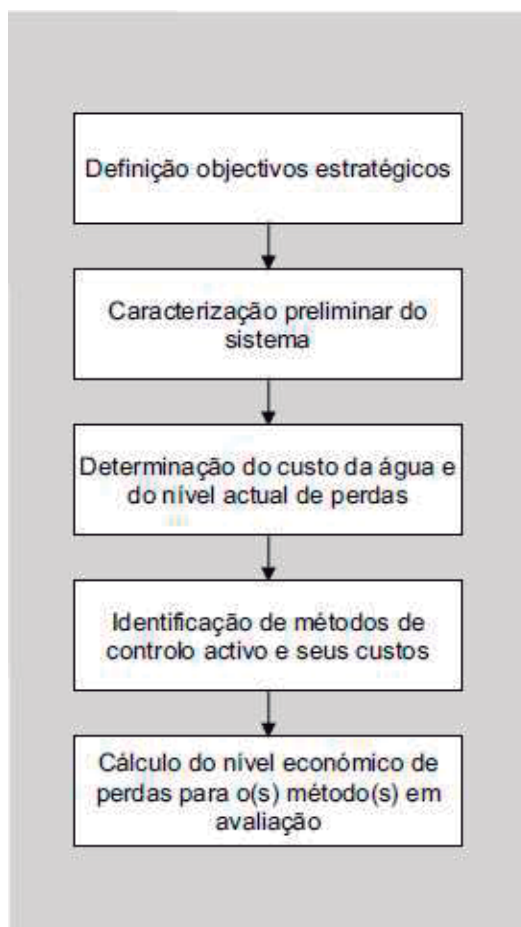 Definição objectivos estratégicos
Caracterização preliminar do
sistema
Determinação do custo da água e
do nível actual de perdas
Identificação de métodos de
controlo activo e seus custos
Cálculo do nível económico de
perdas para o(s) método(s) em
avaliação